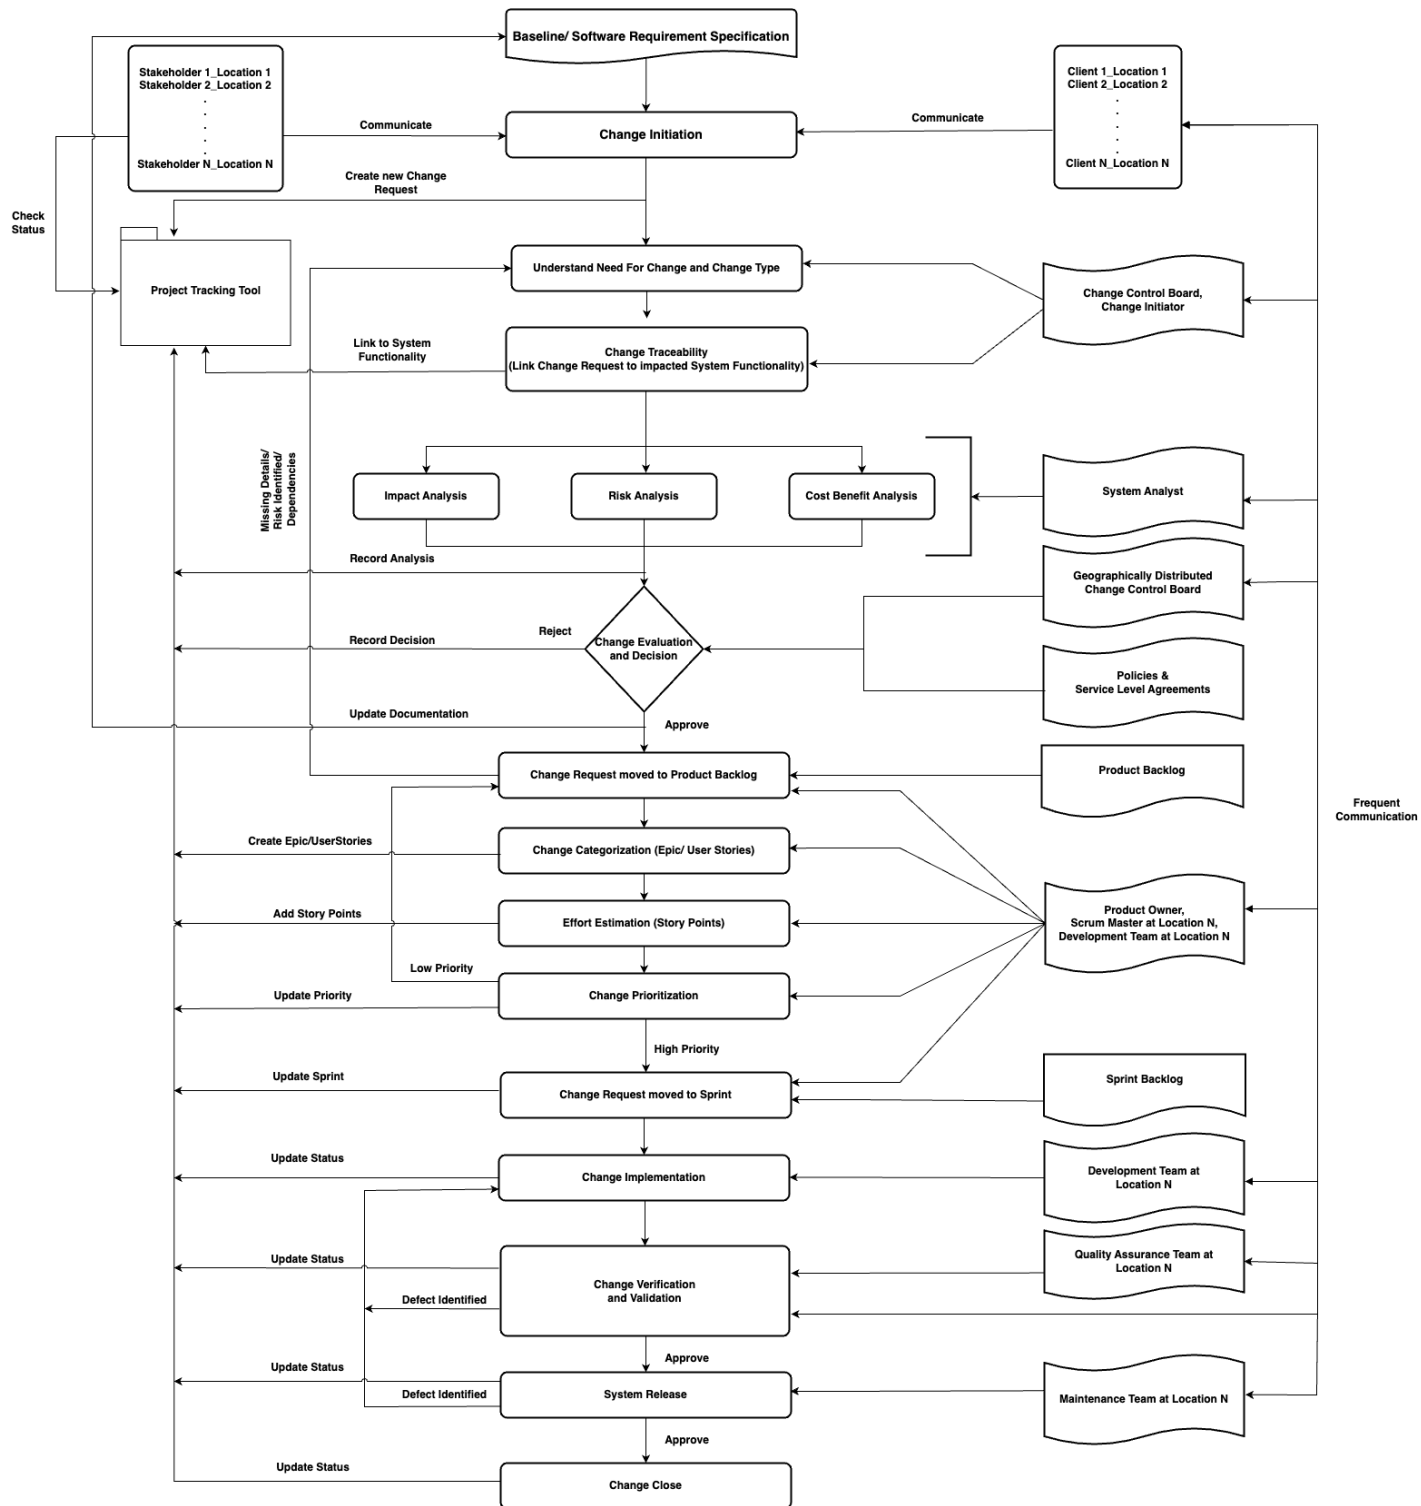 Baseline/ Software Requirement Specification
Stakeholder 1_Location 1
Stakeholder 2_Location 2
.
.
.
.
.
Stakeholder N_Location N
Communicate
Change Initiation
Communicate
Client 1_Location 1
Client 2_Location 2
.
.
.
.
.
Client N_Location N
Create new Change
Request
Check
Status
Project Tracking Tool
Understand Need For Change and Change Type
Change Control Board,
Change Initiator
Link to System
Functionality
Change Traceability
(Link Change Request to impacted System Functionality)
Missing Details/
Risk Identified/
Dependencies
Impact Analysis
Risk Analysis
Cost Benefit Analysis
System Analyst
Record Analysis
Geographically Distributed
Change Control Board
Record Decision
Reject
Change Evaluation
and Decision
Policies &
Service Level Agreements
Update Documentation
Approve
Change Request moved to Product Backlog
Product Backlog
Frequent
Communication
Create Epic/UserStories
Change Categorization (Epic/ User Stories)
Add Story Points
Effort Estimation (Story Points)
Product Owner,
Scrum Master at Location N,
Development Team at Location N
Low Priority
Update Priority
Change Prioritization
High Priority
Update Sprint
Change Request moved to Sprint
Sprint Backlog
Update Status
Change Implementation
Development Team at
Location N
Update Status
Change Verification
and Validation
Quality Assurance Team at
Location N
Defect Identified
Approve
Update Status
System Release
Defect Identified
Maintenance Team at Location N
Approve
Update Status
Change Close